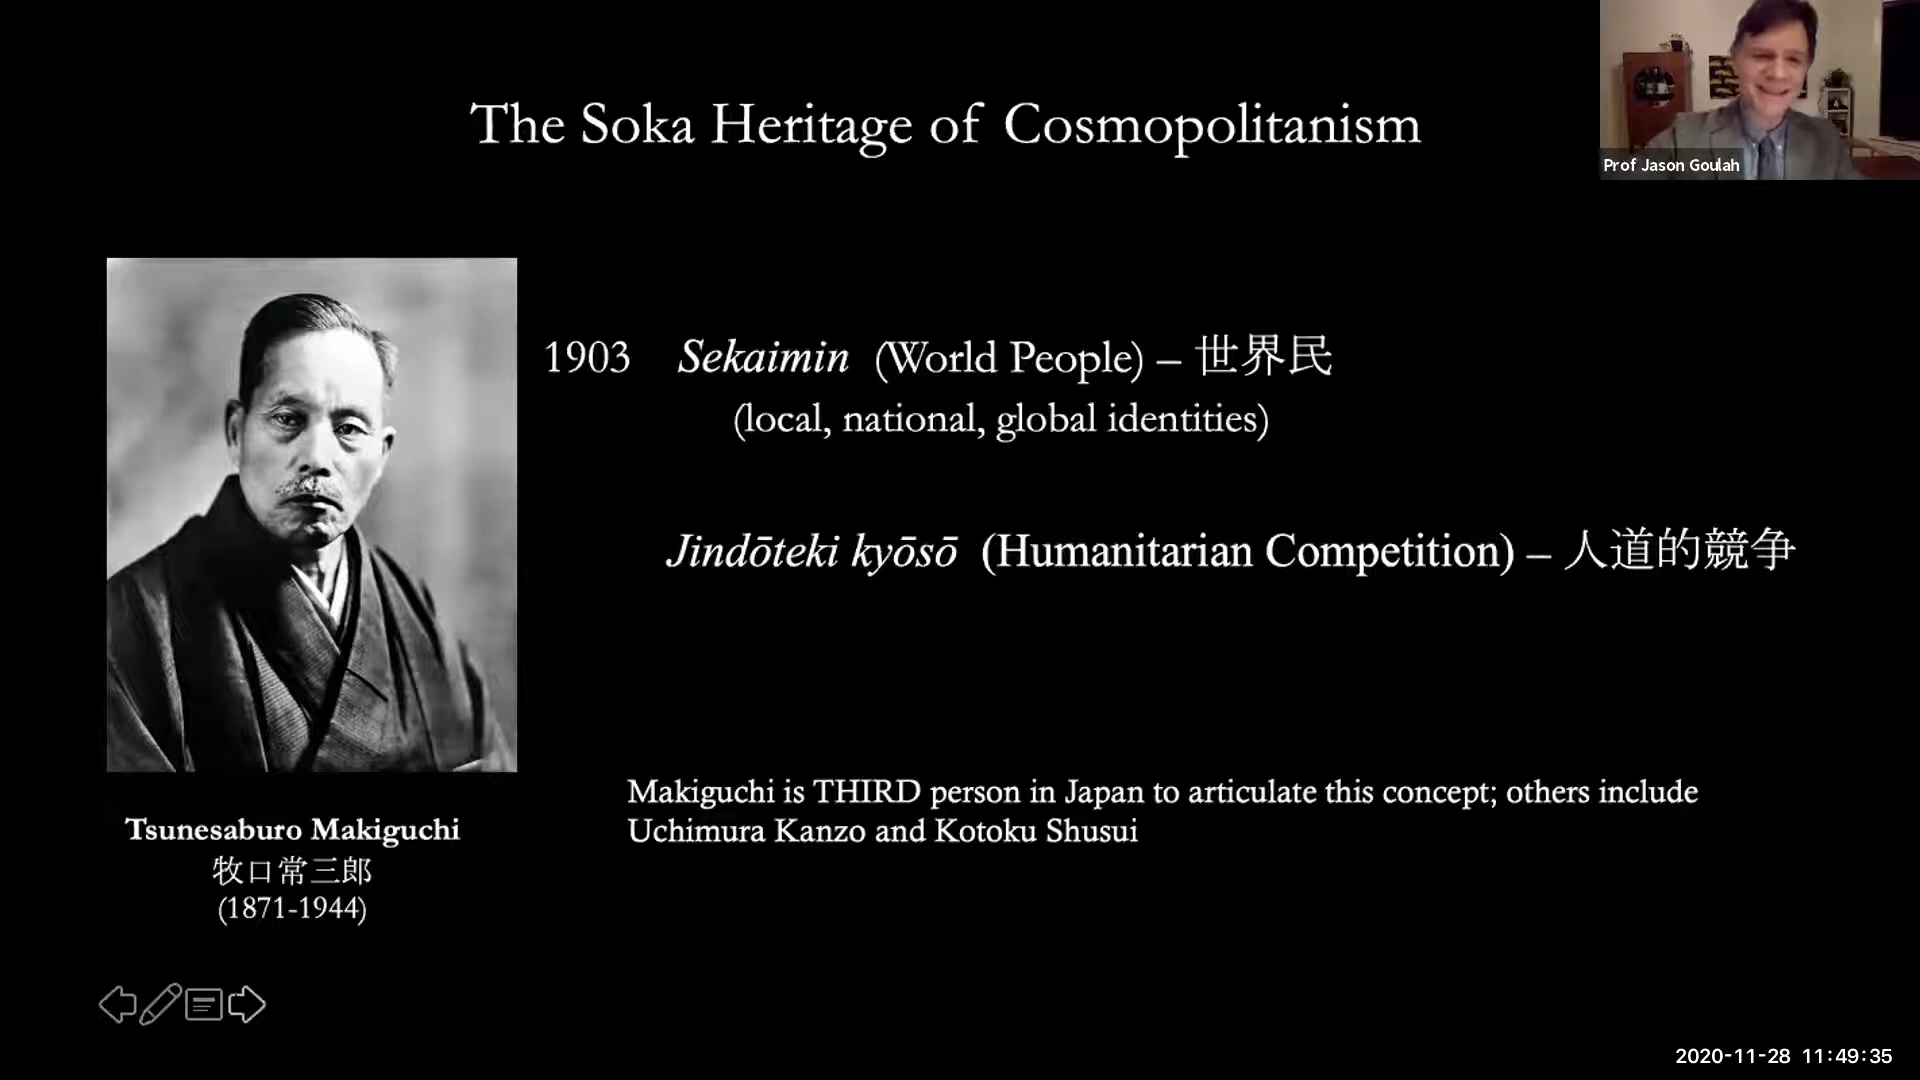 The Soka Heritage of Cosmopolitanism
Prof Jason Goulah
1903 Sekaimin (World People) – 世界民
(local, national, global identities)
Jindōteki kyōsō (Humanitarian Competition) – 人道的競争
Makiguchi is THIRD person in Japan to articulate this concept; others include
Uchimura Kanzo and Kotoku Shusui
Tsunesaburo Makiguchi
牧口常三郎
(1871-1944)
2020-11-28 11:49:35